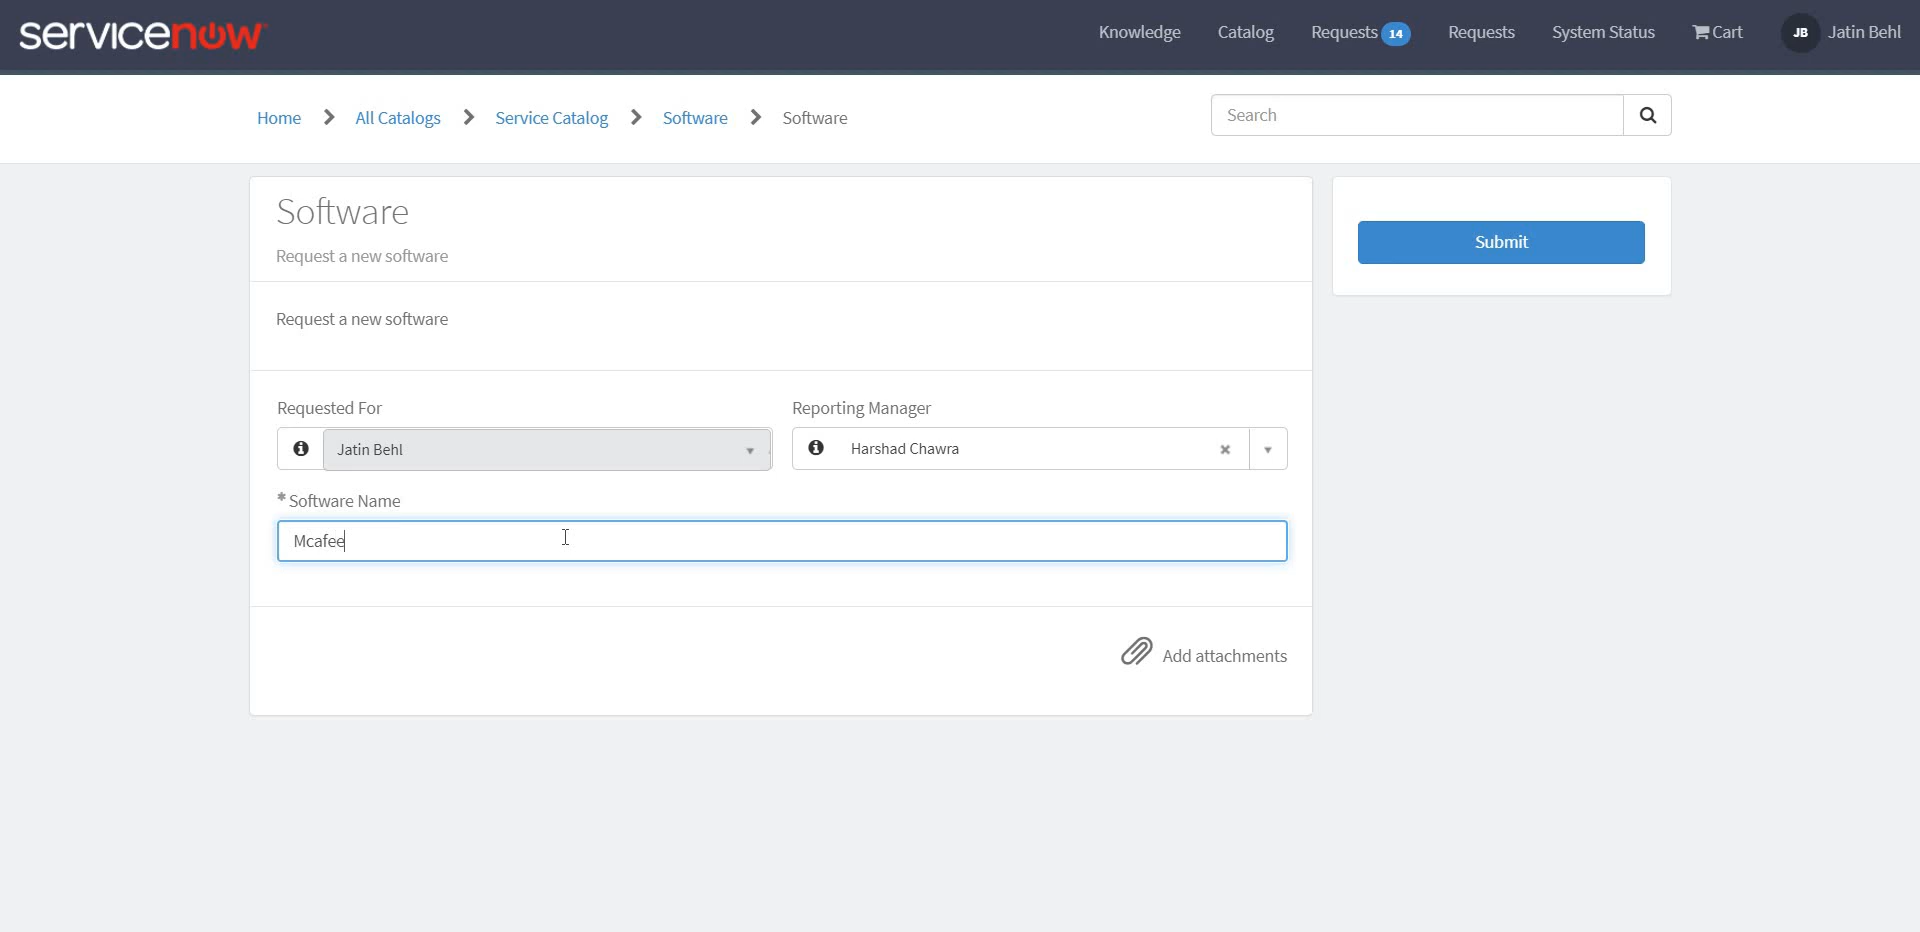 servicenow
Knowledge
Catalog
Requests 14
Requests
System Status
Cart
JB
Jatin Behl
Home
All Catalogs
Service Catalog
Software
Software
Search
Software
Request a new software
Submit
Request a new software
Requested For
Reporting Manager
Jatin Behl
Harshad Chawra
* Software Name
Mcafee
Add attachments